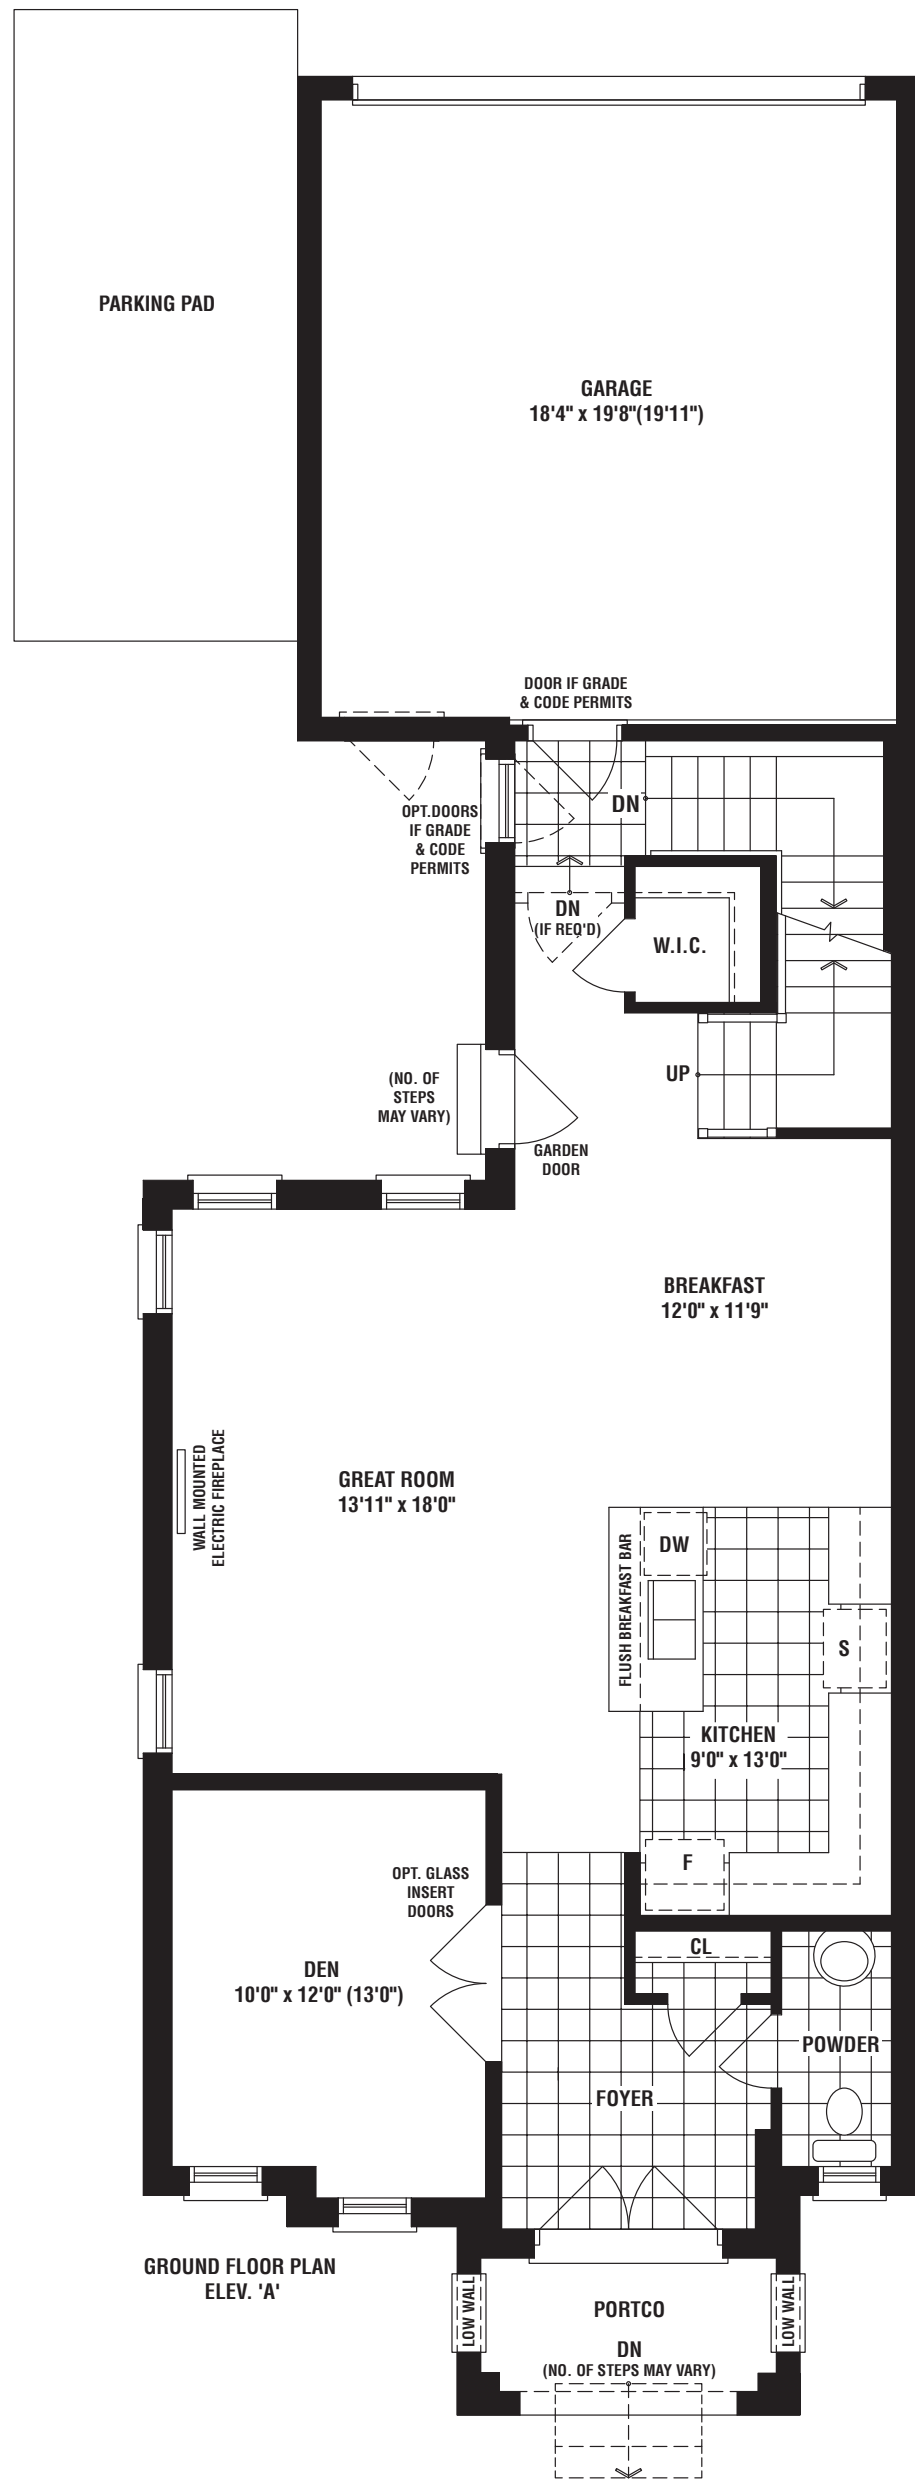 PARKING PAD
GARAGE
18'4" x 19'8"(19'11")
DOOR IF GRADE
& CODE PERMITS
OPT.DOORS
IF GRADE
& CODE
PERMITS
DN
DN
(IF REQ'D)
W.I.C.
UP
(NO. OF
STEPS
MAY VARY)
GARDEN
DOOR
BREAKFAST
12'0" x 11'9"
WALL MOUNTED
ELECTRIC FIREPLACE
GREAT ROOM
13'11" x 18'0"
FLUSH BREAKFAST BAR
DW
S
KITCHEN
9'0" x 13'0"
F
OPT. GLASS
INSERT
DOORS
DEN
10'0" x 12'0" (13'0")
CL
POWDER
FOYER
GROUND FLOOR PLAN
ELEV. 'A'
LOW WALL
PORTCO
LOW WALL
DN
(NO. OF STEPS MAY VARY)